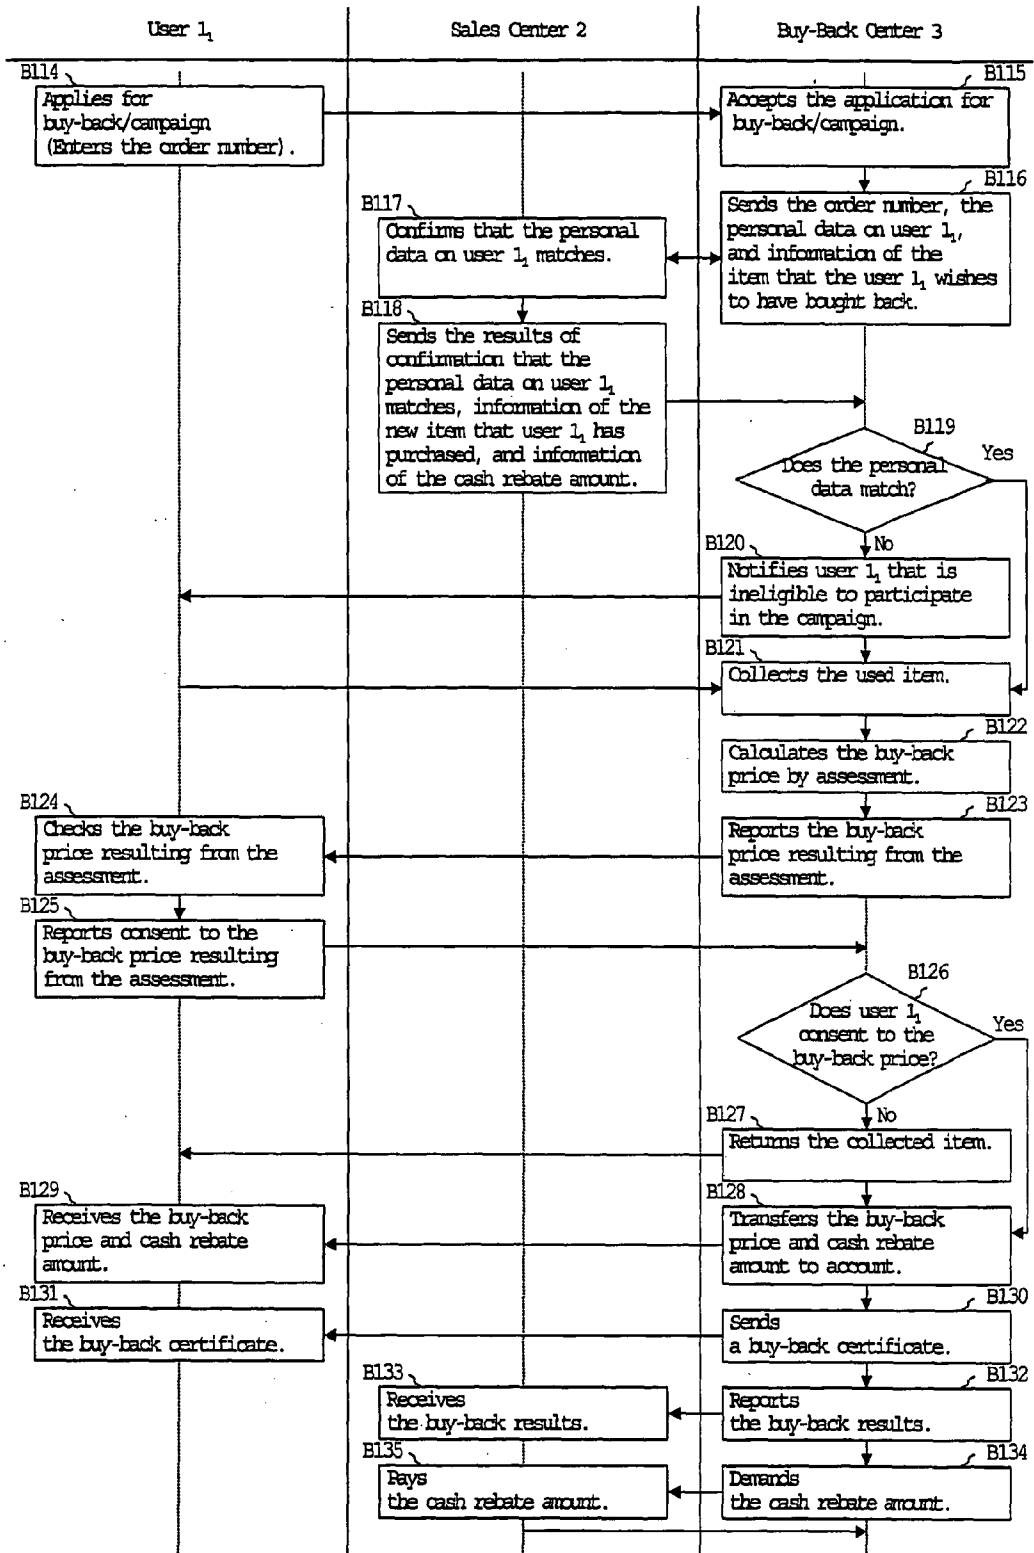 User 1₁
Sales Center 2
Buy-Back Center 3
B114
Applies for
buy-back/campaign
(Enters the order number).
B115
Accepts the application for
buy-back/campaign.
B116
Sends the order number, the
personal data on user 1₁,
and information of the
item that the user 1₁ wishes
to have bought back.
B117
Confirms that the personal
data on user 1₁ matches.
B118
Sends the results of
confirmation that the
personal data on user 1₁
matches, information of the
new item that user 1₁ has
purchased, and information
of the cash rebate amount.
B119
Does the personal
data match?
Yes
No
B120
Notifies user 1₁ that is
ineligible to participate
in the campaign.
B121
Collects the used item.
B122
Calculates the buy-back
price by assessment.
B123
Reports the buy-back
price resulting from the
assessment.
B124
Checks the buy-back
price resulting from the
assessment.
B125
Reports consent to the
buy-back price resulting
from the assessment.
B126
Does user 1₁
consent to the
buy-back price?
Yes
No
B127
Returns the collected item.
B128
Transfers the buy-back
price and cash rebate
amount to account.
B129
Receives the buy-back
price and cash rebate
amount.
B130
Sends
a buy-back certificate.
B131
Receives
the buy-back certificate.
B132
Reports
the buy-back results.
B133
Receives
the buy-back results.
B134
Demands
the cash rebate amount.
B135
Pays
the cash rebate amount.